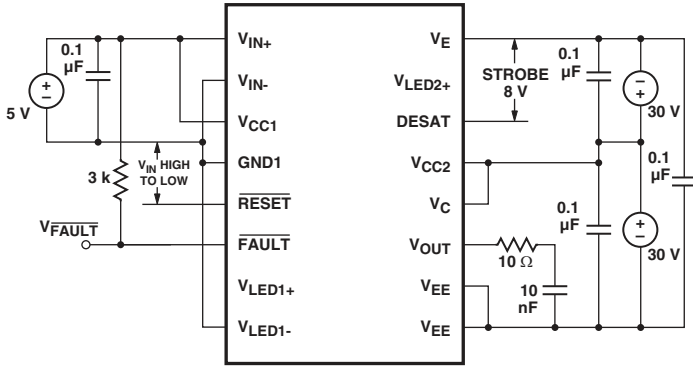 0.1
µF
+
−
5 V
3 k
V_IN HIGH
TO LOW
V_FAULT
V_IN+
V_IN-
V_CC1
GND1
RESET
FAULT
V_LED1+
V_LED1-
V_E
V_LED2+
DESAT
V_CC2
V_C
V_OUT
V_EE
V_EE
STROBE
8 V
10 Ω
10
nF
0.1
µF
0.1
µF
−
+
30 V
+
−
30 V
0.1
µF